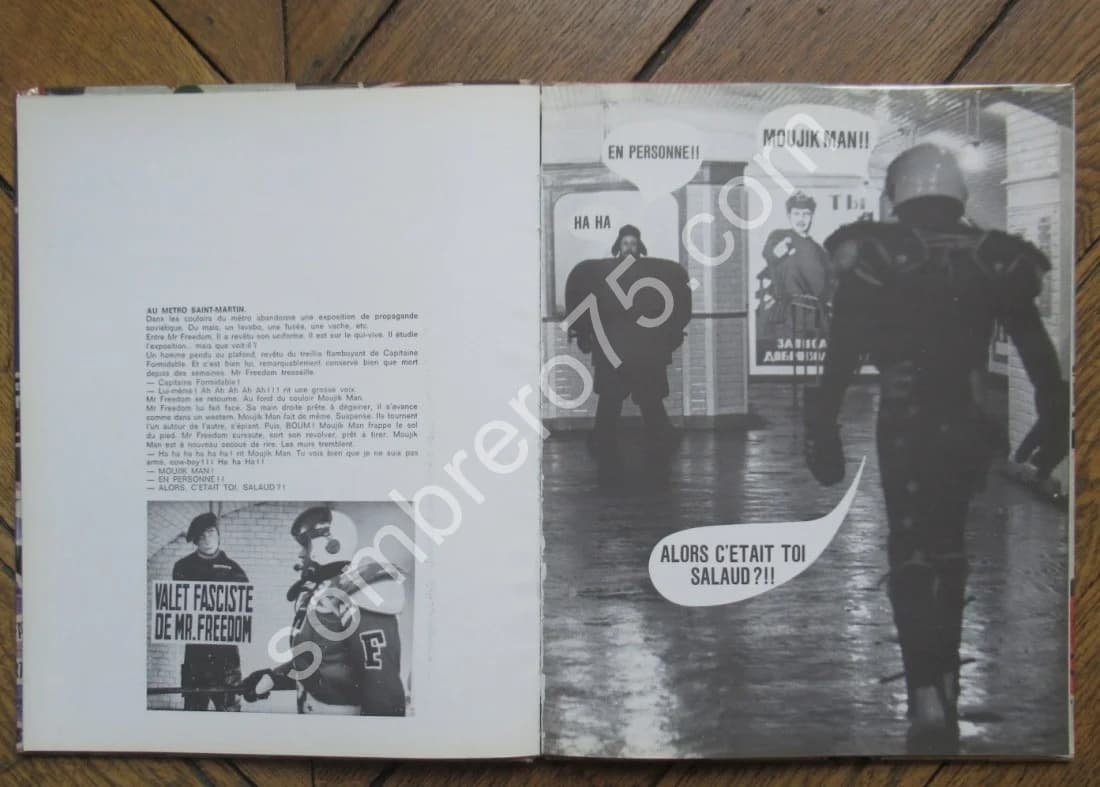 AU METRO SAINT-MARTIN.
Dans les couloirs du métro abandonné une exposition de propagande
soviétique. Du maïs, un lavabo, une fusée, une vache, etc.
Entre Mr Freedom. Il a revêtu son uniforme. Il est sur le qui-vive. Il étudie
l'exposition... mais que voit-il ?
Un homme pendu au plafond, revêtu du treillis flamboyant de Capitaine
Formidable. Et c'est bien lui, remarquablement conservé bien que mort
depuis des semaines. Mr Freedom tressaille.
— Capitaine Formidable !
— Lui-même ! Ah Ah Ah Ah Ah ! ! ! rit une grosse voix.
Mr Freedom se retourne. Au fond du couloir Moujik Man.
Mr Freedom lui fait face. Sa main droite prête à dégainer, il s'avance
comme dans un western. Moujik Man fait de même. Suspense. Ils tournent
l'un autour de l'autre, s'épiant. Puis, BOUM ! Moujik Man frappe le sol
du pied. Mr Freedom sursaute, sort son revolver, prêt à tirer. Moujik
Man est à nouveau secoué de rire. Les murs tremblent.
— Ha ha ha ha ha ha ! rit Moujik Man. Tu vois bien que je ne suis pas
armé, cow-boy ! ! ! Ha ha Ha ! !
— MOUJIK MAN !
— EN PERSONNE ! !
— ALORS, C'ETAIT TOI, SALAUD ? !
VALET FASCISTE
DE MR. FREEDOM
F
EN PERSONNE!!
MOUJIK MAN!!
HA HA
ТЫ
ALORS C'ETAIT TOI
SALAUD?!!
sombrero75.com